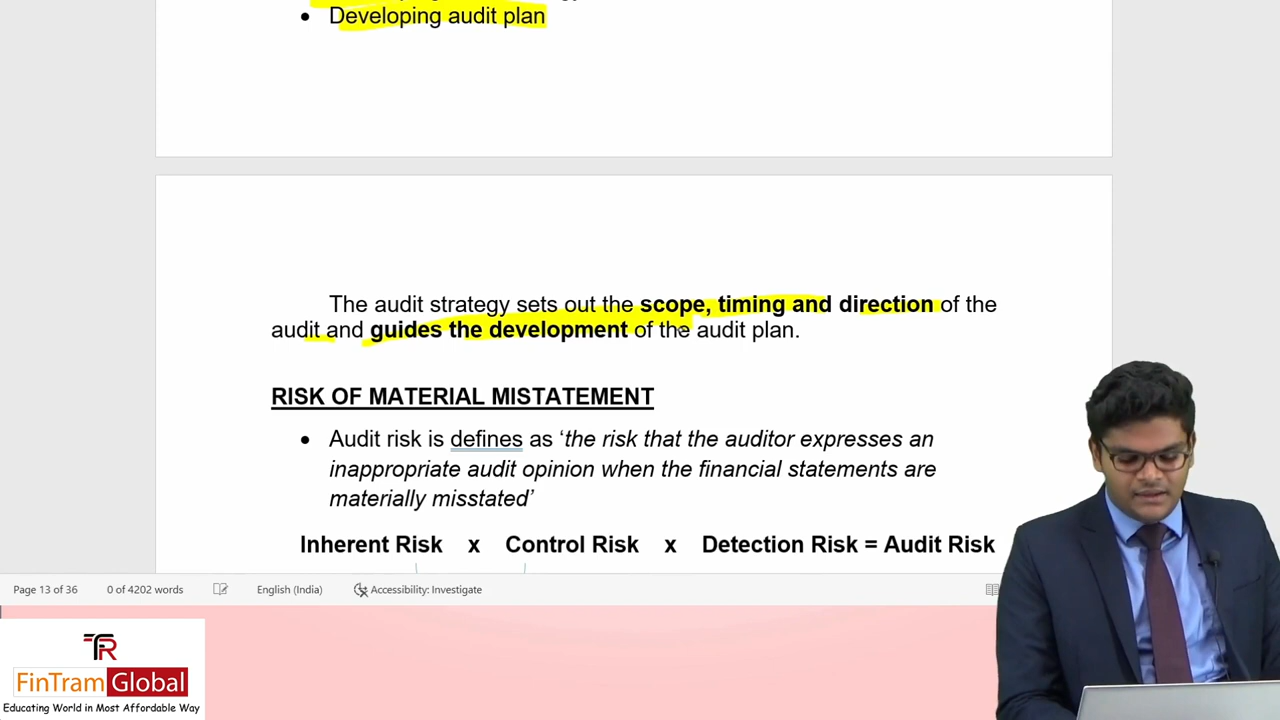 • Developing audit plan
The audit strategy sets out the scope, timing and direction of the
audit and guides the development of the audit plan.
RISK OF MATERIAL MISTATEMENT
• Audit risk is defines as ‘the risk that the auditor expresses an
inappropriate audit opinion when the financial statements are
materially misstated’
Inherent Risk x Control Risk x Detection Risk = Audit Risk
Page 13 of 36 0 of 4202 words English (India) Accessibility: Investigate
FinTram Global
Educating World in Most Affordable Way